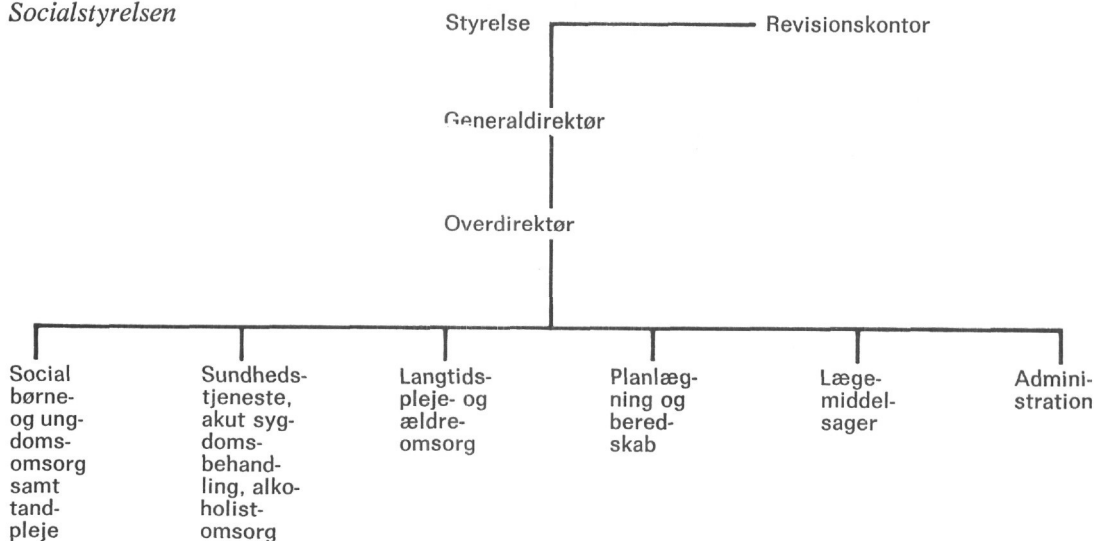 Socialstyrelsen
Styrelse
Revisionskontor
Generaldirektør
Overdirektør
Social
børne-
og ung-
doms-
omsorg
samt
tand-
pleje
Sundheds-
tjeneste,
akut syg-
doms-
behand-
ling, alko-
holist-
omsorg
Langtids-
pleje- og
ældre-
omsorg
Planlæg-
ning og
bered-
skab
Læge-
middel-
sager
Admini-
stration